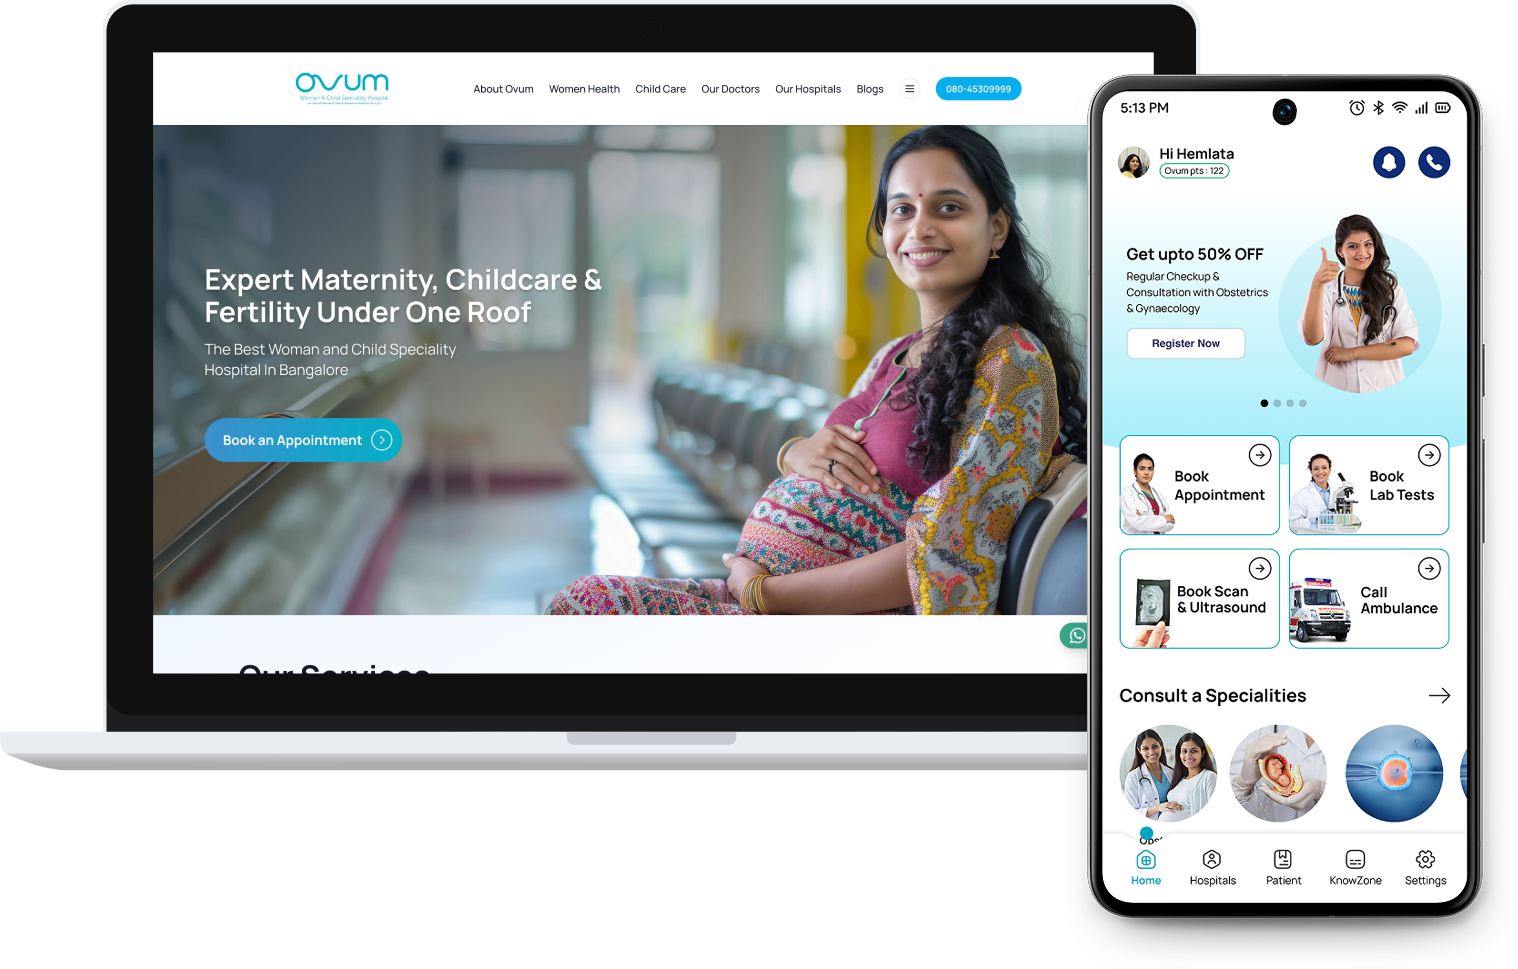 ovum
Woman & Child Speciality Hospital
About Ovum
Women Health
Child Care
Our Doctors
Our Hospitals
Blogs
080-45309999
Expert Maternity, Childcare &
Fertility Under One Roof
The Best Woman and Child Speciality
Hospital In Bangalore
Book an Appointment
Our Services
5:13 PM
Hi Hemlata
Ovum pts : 122
Get upto 50% OFF
Regular Checkup &
Consultation with Obstetrics
& Gynaecology
Register Now
Book
Appointment
Book
Lab Tests
Book Scan
& Ultrasound
Call
Ambulance
Consult a Specialities
Home
Hospitals
Patient
KnowZone
Settings